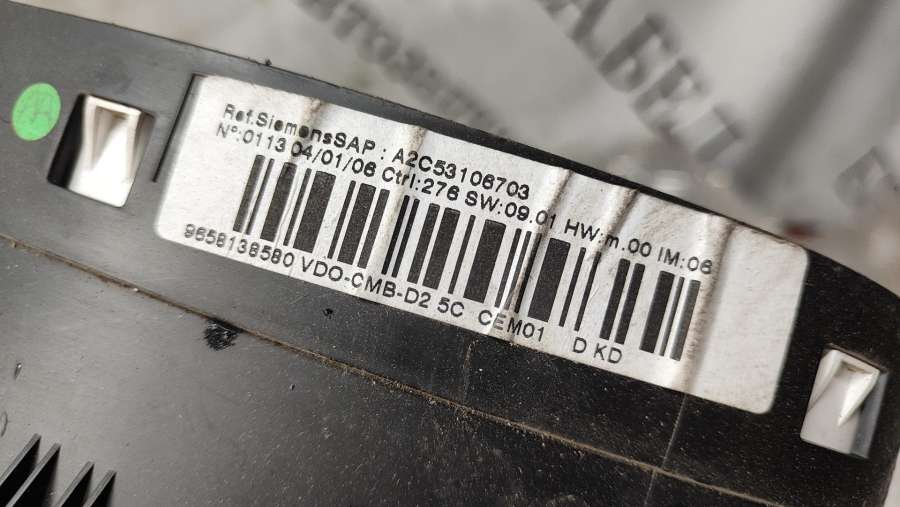 Ref.SiemensSAP : A2C53106703
N°:0113 04/01/06 Ctrl:276 SW:09.01 HW:m.00 IM:06
9658138580 VDO-CMB-D2 5C CEM01 D KD